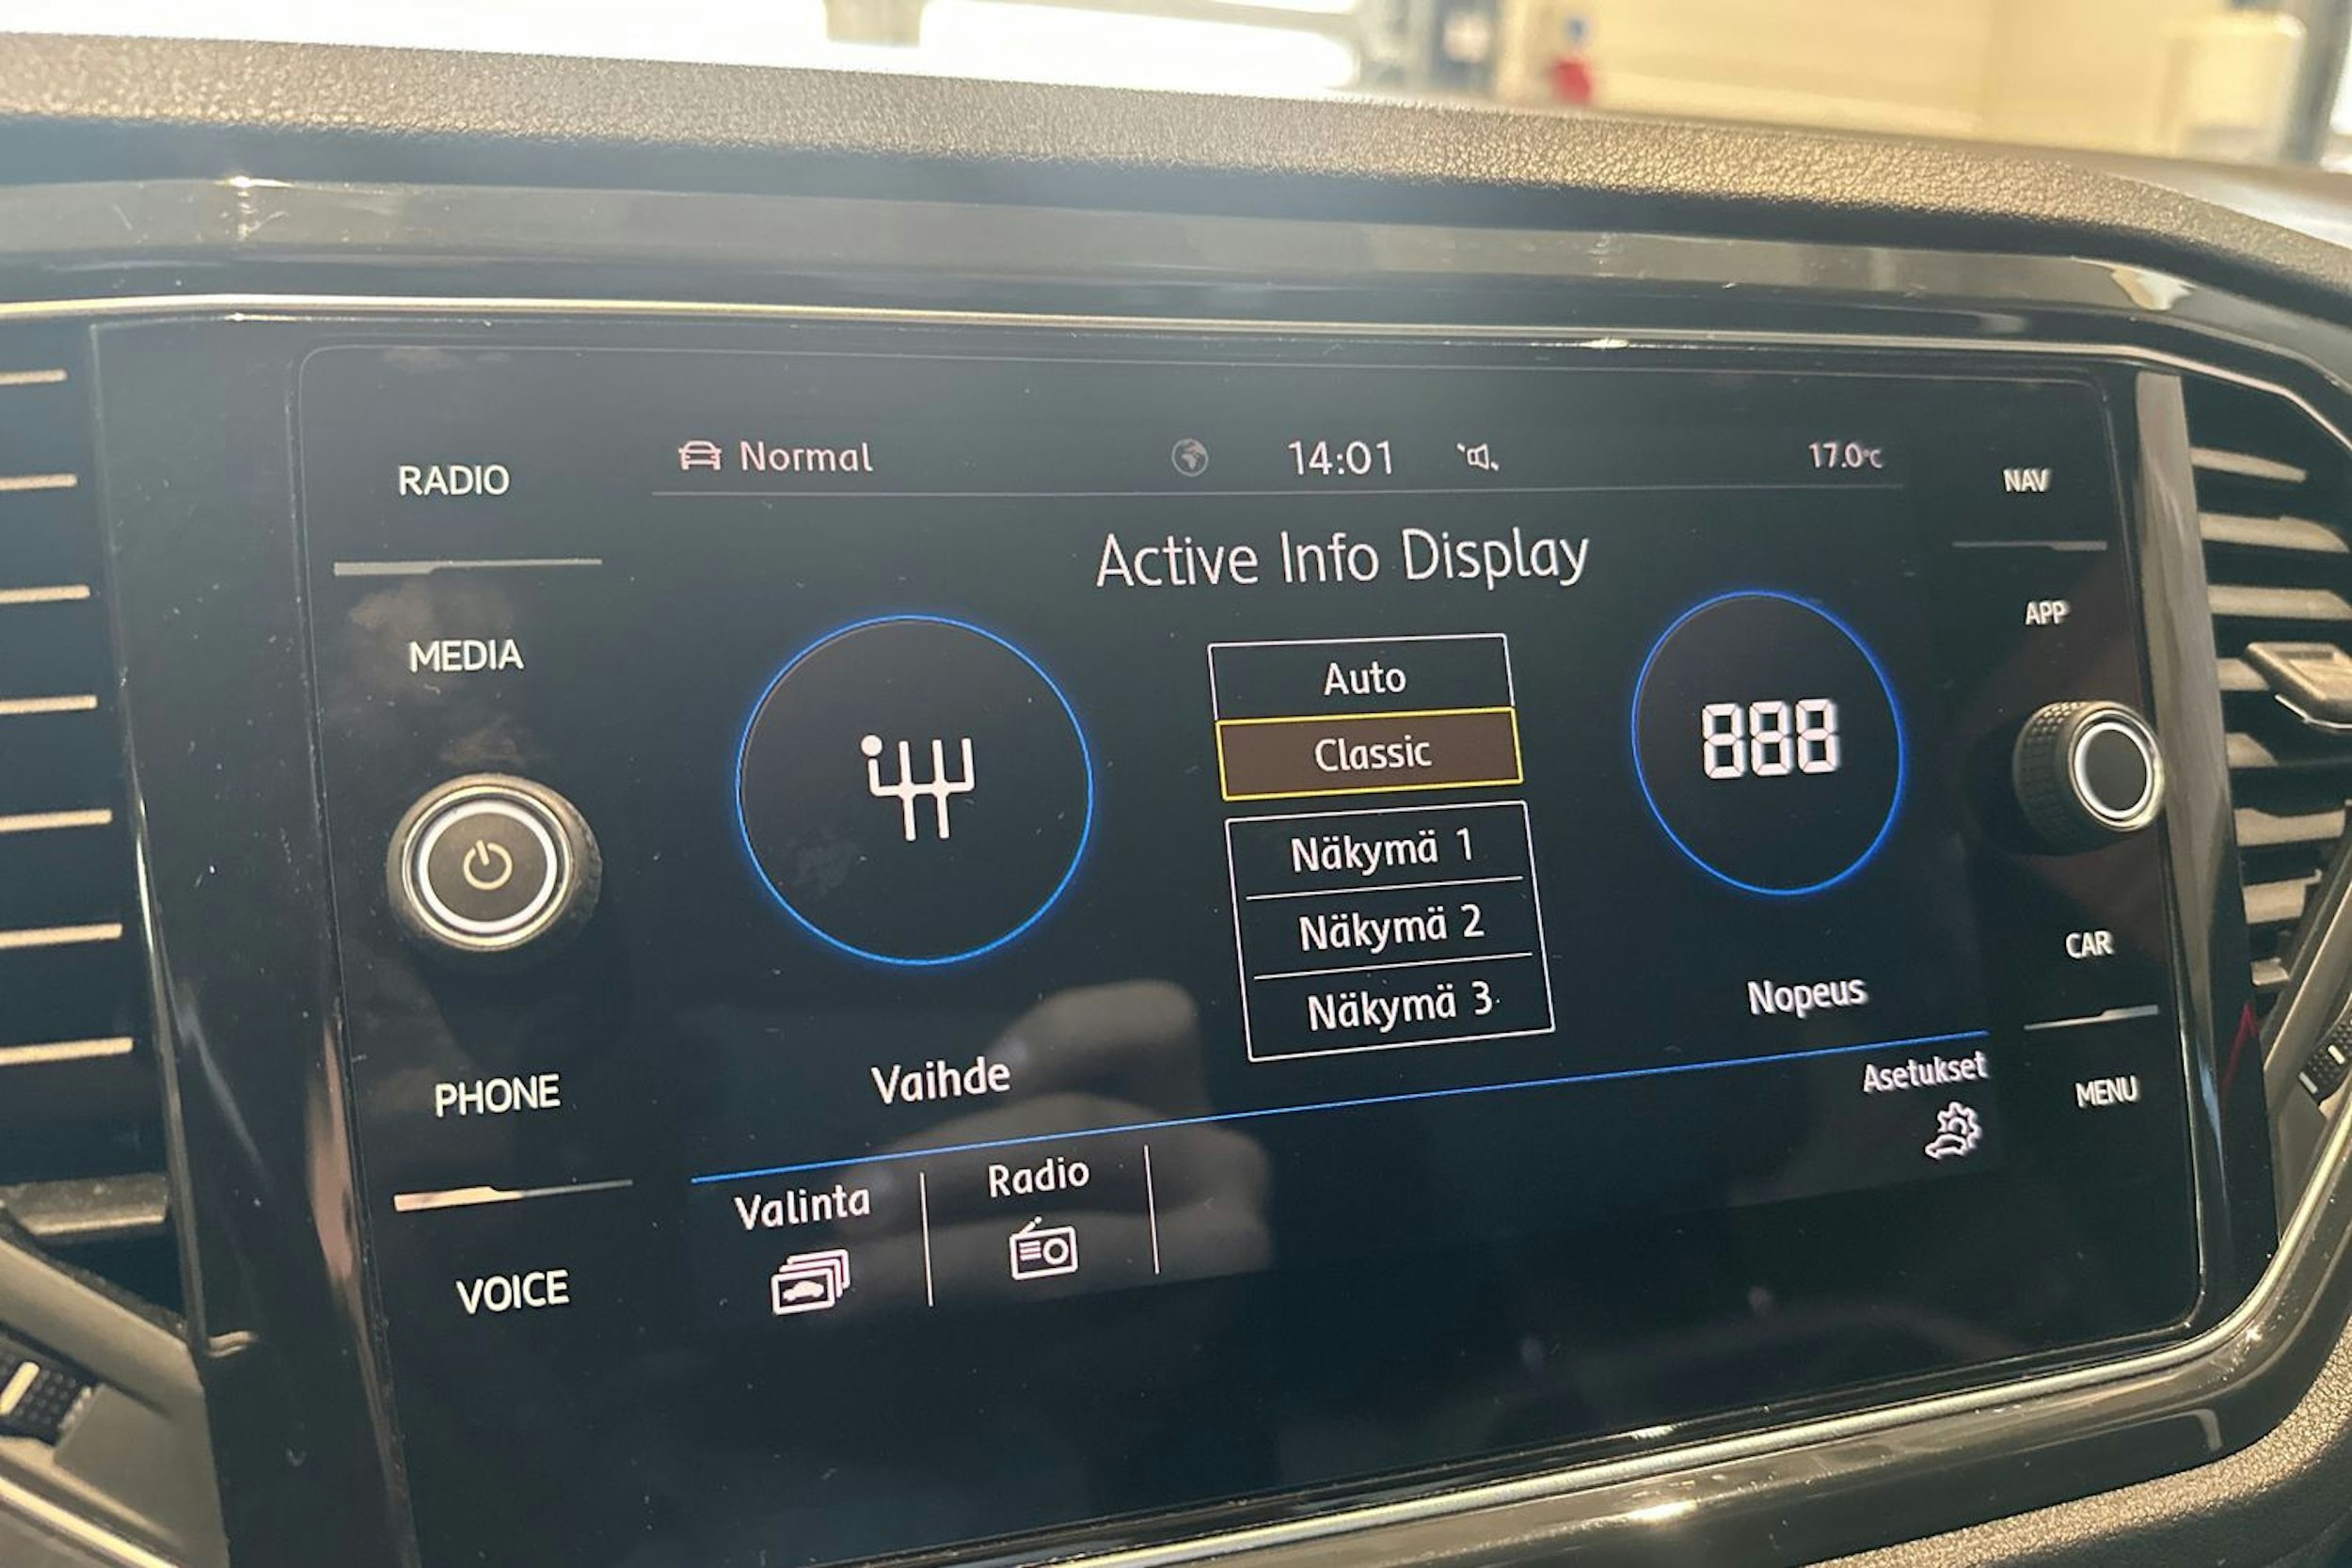 RADIO
MEDIA
PHONE
VOICE
Normal
14:01
17.0°C
Active Info Display
Auto
Classic
Näkymä 1
Näkymä 2
Näkymä 3
888
Vaihde
Nopeus
Valinta
Radio
Asetukset
NAV
APP
CAR
MENU